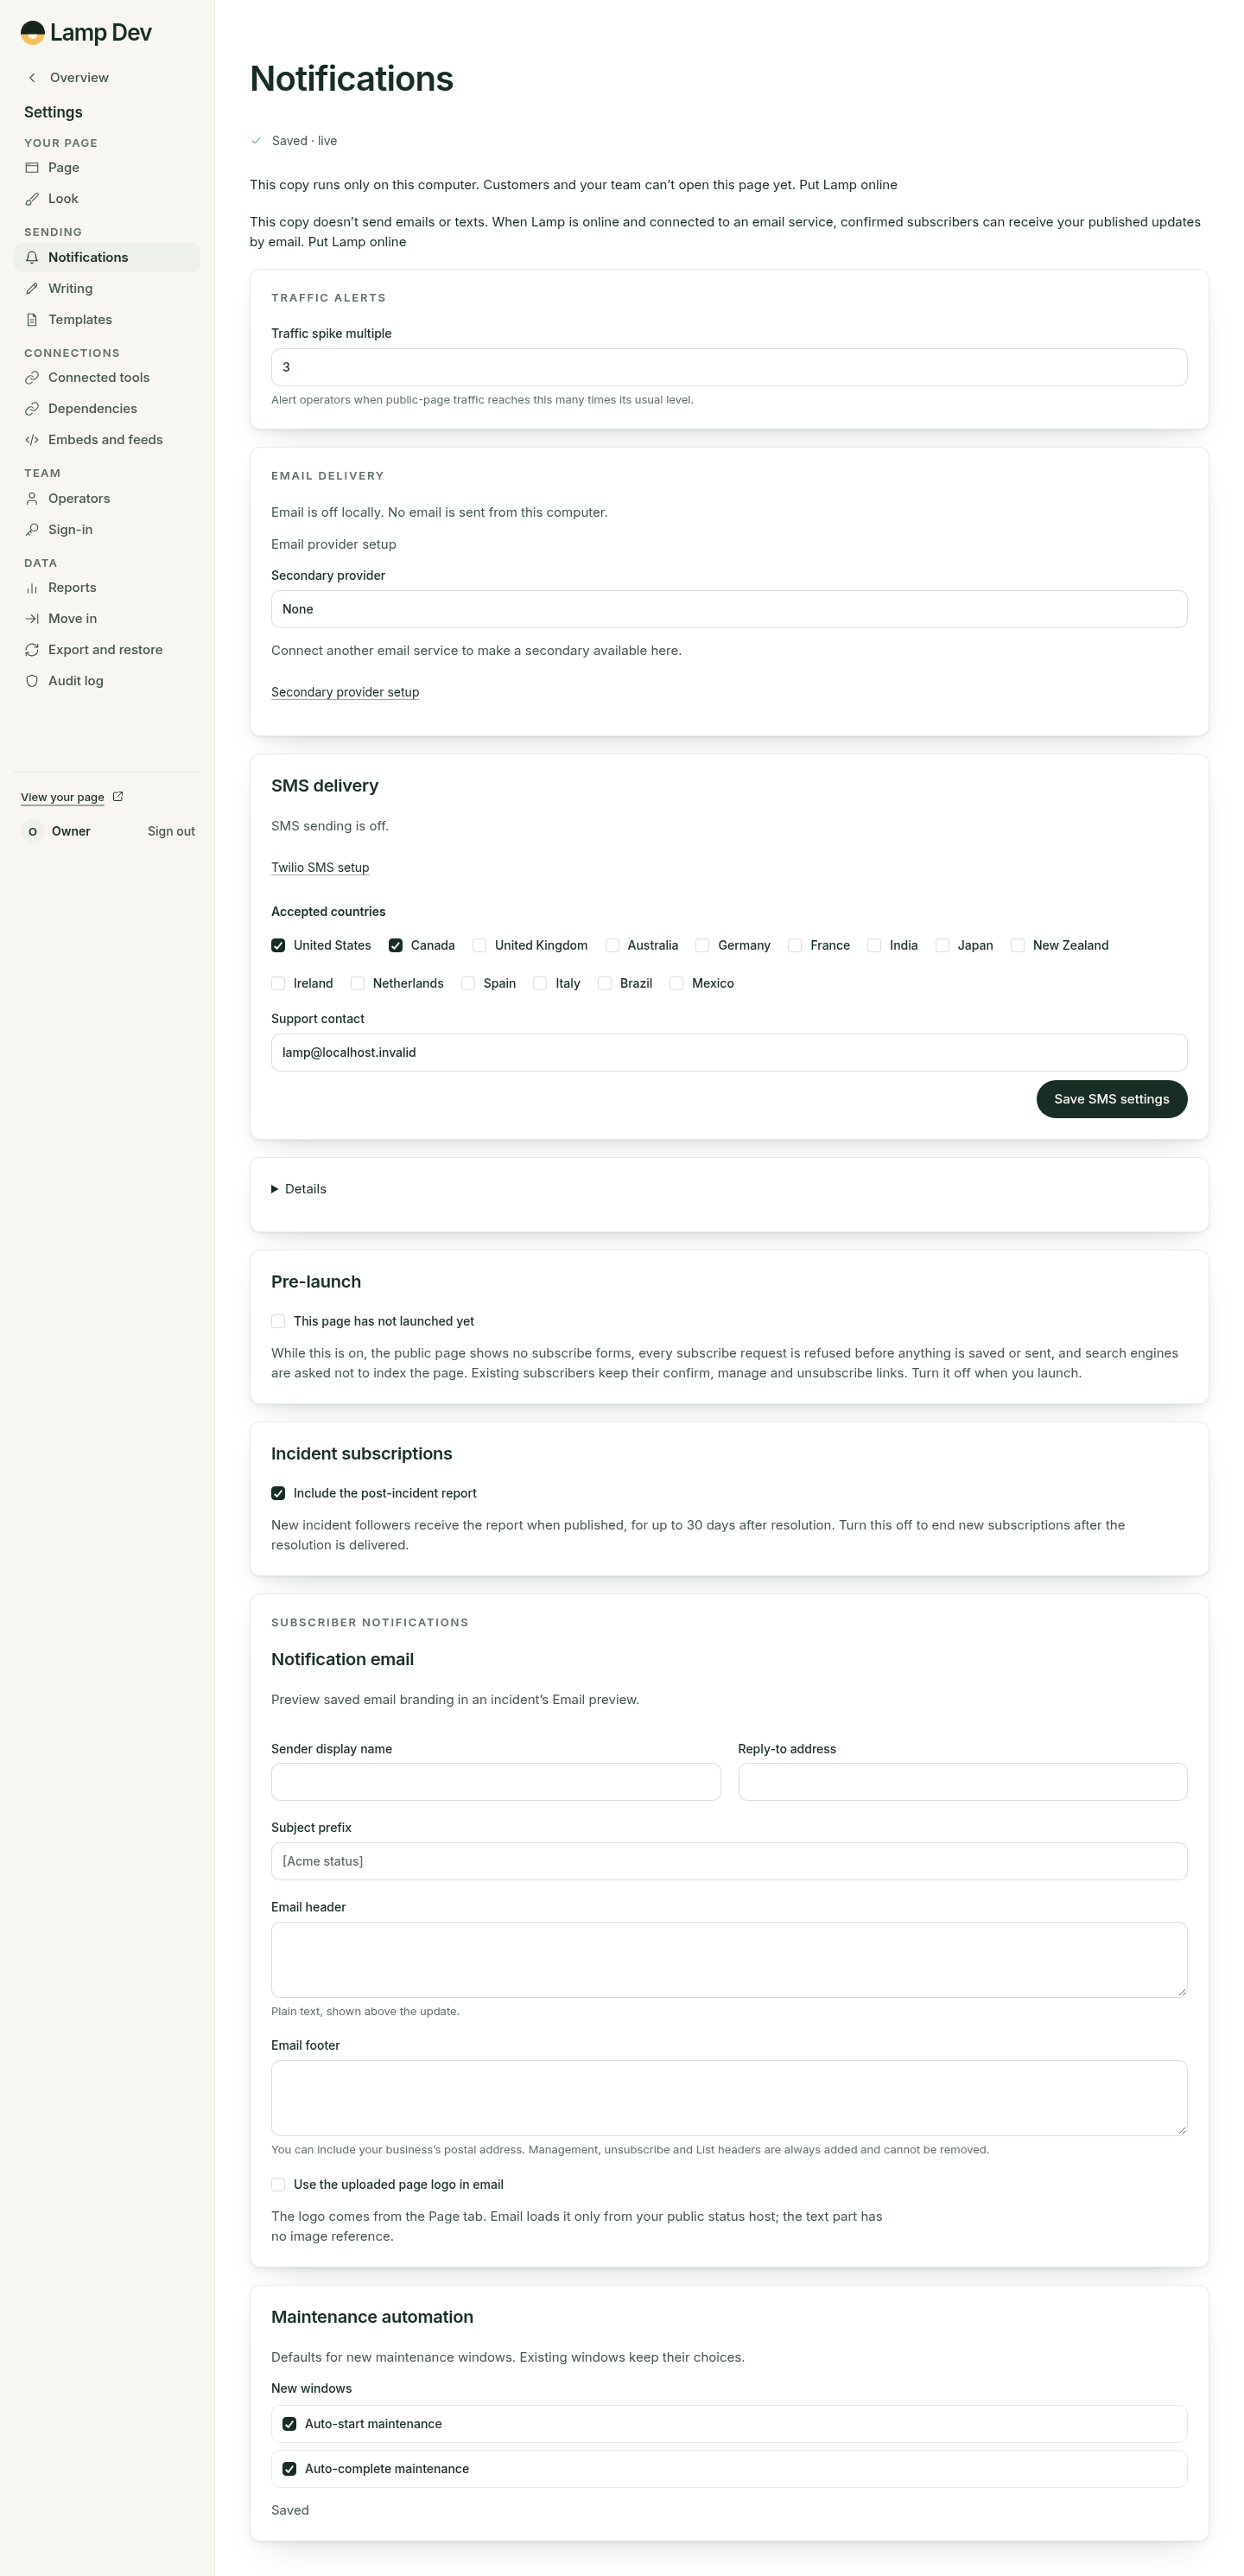 Lamp Dev
Overview
Settings
YOUR PAGE
Page
Look
SENDING
Notifications
Writing
Templates
CONNECTIONS
Connected tools
Dependencies
Embeds and feeds
TEAM
Operators
Sign-in
DATA
Reports
Move in
Export and restore
Audit log
View your page
O Owner Sign out
Notifications
Saved · live
This copy runs only on this computer. Customers and your team can’t open this page yet. Put Lamp online
This copy doesn’t send emails or texts. When Lamp is online and connected to an email service, confirmed subscribers can receive your published updates
by email. Put Lamp online
TRAFFIC ALERTS
Traffic spike multiple
3
Alert operators when public-page traffic reaches this many times its usual level.
EMAIL DELIVERY
Email is off locally. No email is sent from this computer.
Email provider setup
Secondary provider
None
Connect another email service to make a secondary available here.
Secondary provider setup
SMS delivery
SMS sending is off.
Twilio SMS setup
Accepted countries
United States Canada United Kingdom Australia Germany France India Japan New Zealand
Ireland Netherlands Spain Italy Brazil Mexico
Support contact
lamp@localhost.invalid
Save SMS settings
Details
Pre-launch
This page has not launched yet
While this is on, the public page shows no subscribe forms, every subscribe request is refused before anything is saved or sent, and search engines
are asked not to index the page. Existing subscribers keep their confirm, manage and unsubscribe links. Turn it off when you launch.
Incident subscriptions
Include the post-incident report
New incident followers receive the report when published, for up to 30 days after resolution. Turn this off to end new subscriptions after the
resolution is delivered.
SUBSCRIBER NOTIFICATIONS
Notification email
Preview saved email branding in an incident’s Email preview.
Sender display name Reply-to address
Subject prefix
[Acme status]
Email header
Plain text, shown above the update.
Email footer
You can include your business’s postal address. Management, unsubscribe and List headers are always added and cannot be removed.
Use the uploaded page logo in email
The logo comes from the Page tab. Email loads it only from your public status host; the text part has
no image reference.
Maintenance automation
Defaults for new maintenance windows. Existing windows keep their choices.
New windows
Auto-start maintenance
Auto-complete maintenance
Saved